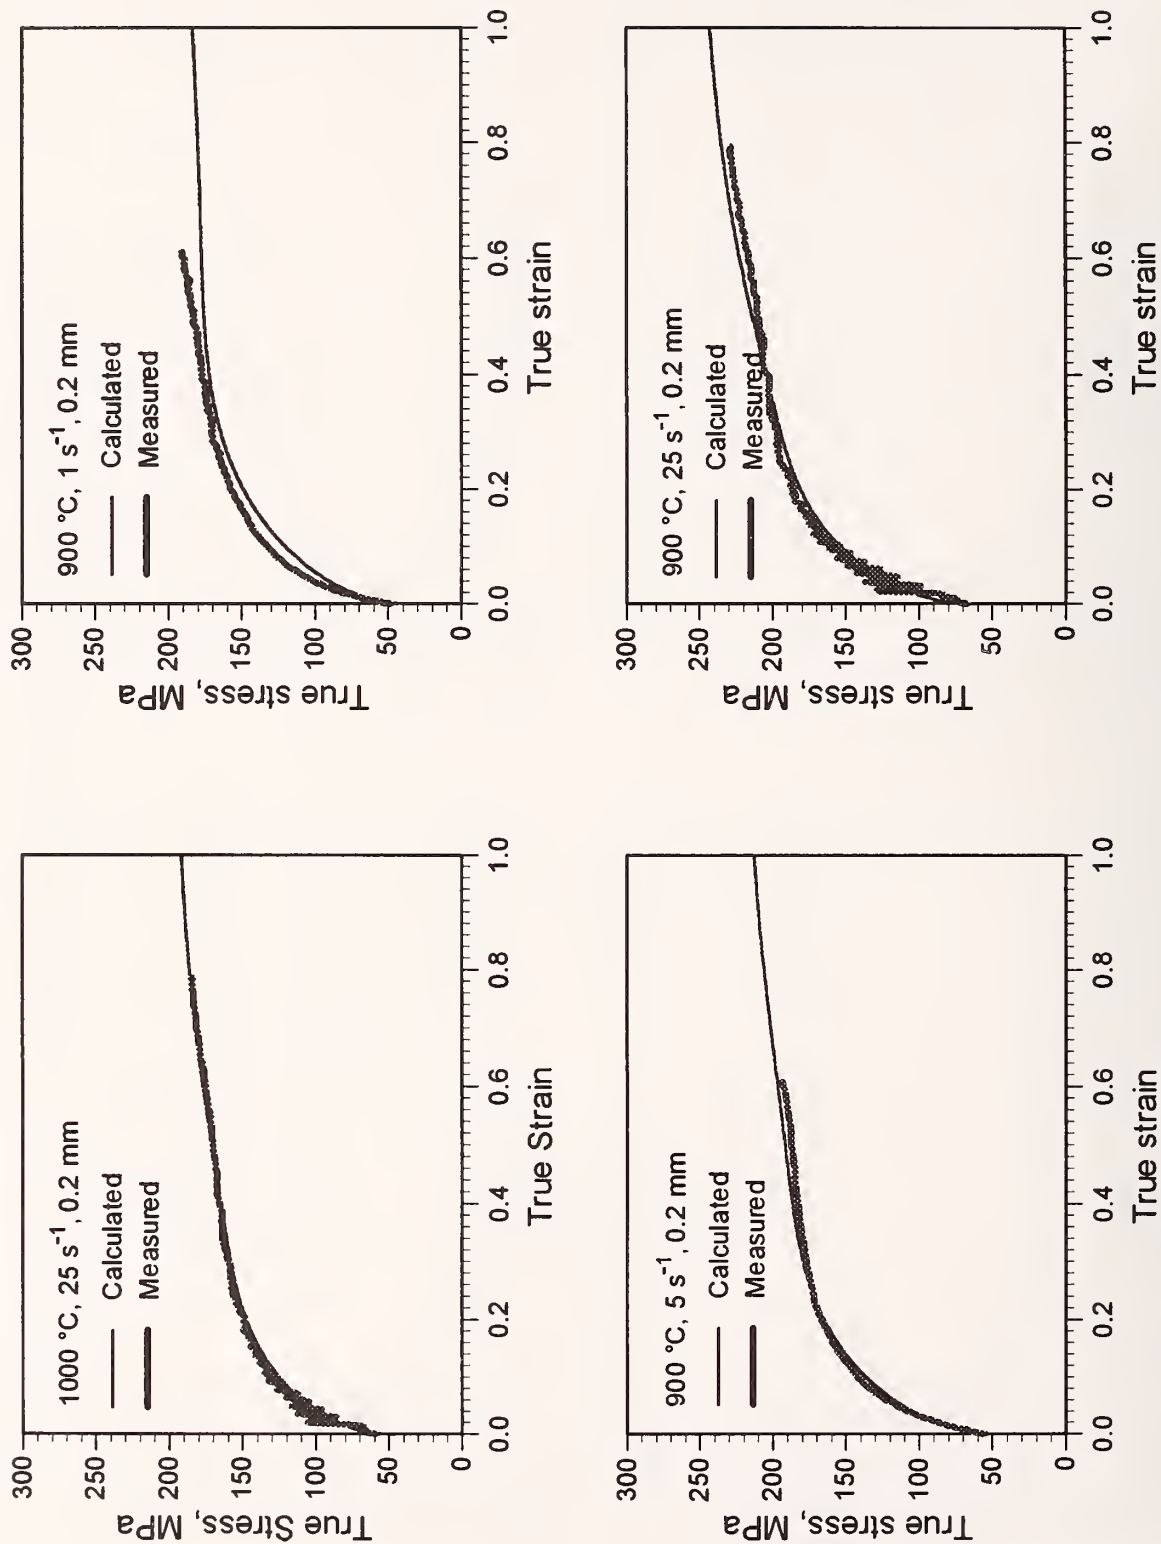 1000 °C, 25 s⁻¹, 0.2 mm
Calculated
Measured
True Stress, MPa
300
250
200
150
100
50
0
0.0 0.2 0.4 0.6 0.8 1.0
True Strain
900 °C, 1 s⁻¹, 0.2 mm
Calculated
Measured
True stress, MPa
300
250
200
150
100
50
0
0.0 0.2 0.4 0.6 0.8 1.0
True strain
900 °C, 5 s⁻¹, 0.2 mm
Calculated
Measured
True stress, MPa
300
250
200
150
100
50
0
0.0 0.2 0.4 0.6 0.8 1.0
True strain
900 °C, 25 s⁻¹, 0.2 mm
Calculated
Measured
True stress, MPa
300
250
200
150
100
50
0
0.0 0.2 0.4 0.6 0.8 1.0
True strain